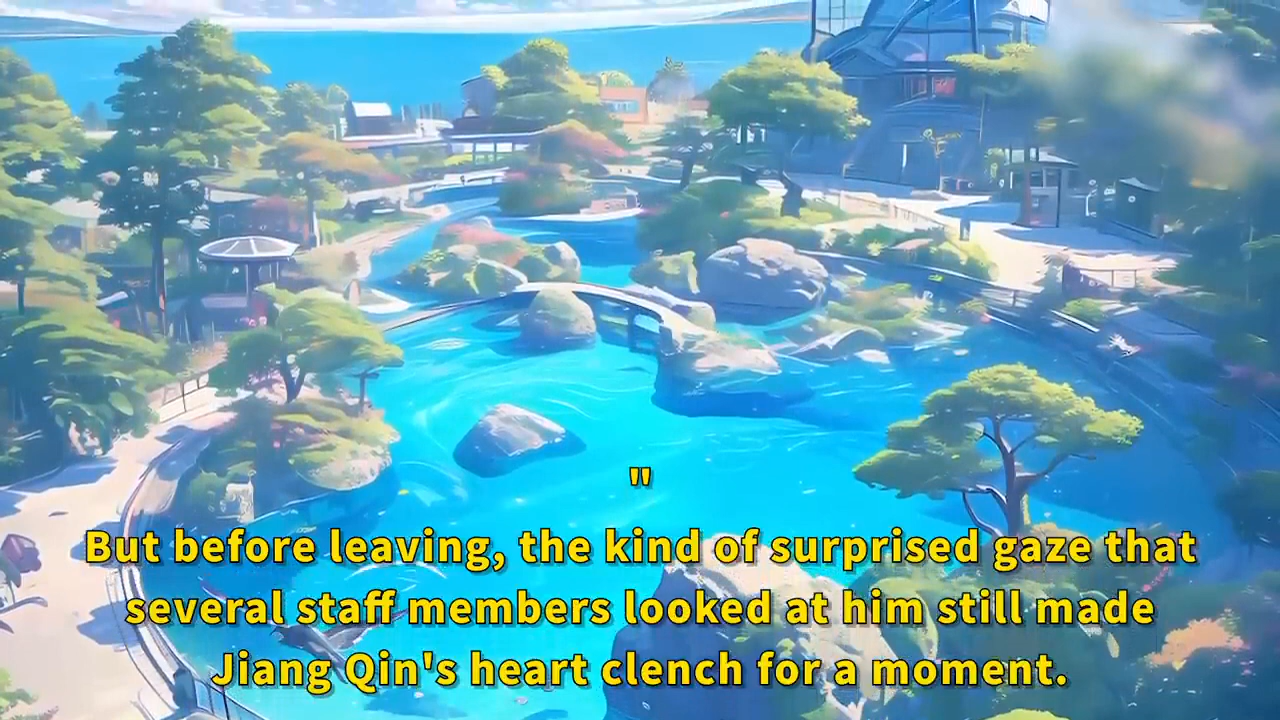 "
But before leaving, the kind of surprised gaze that
several staff members looked at him still made
Jiang Qin's heart clench for a moment.